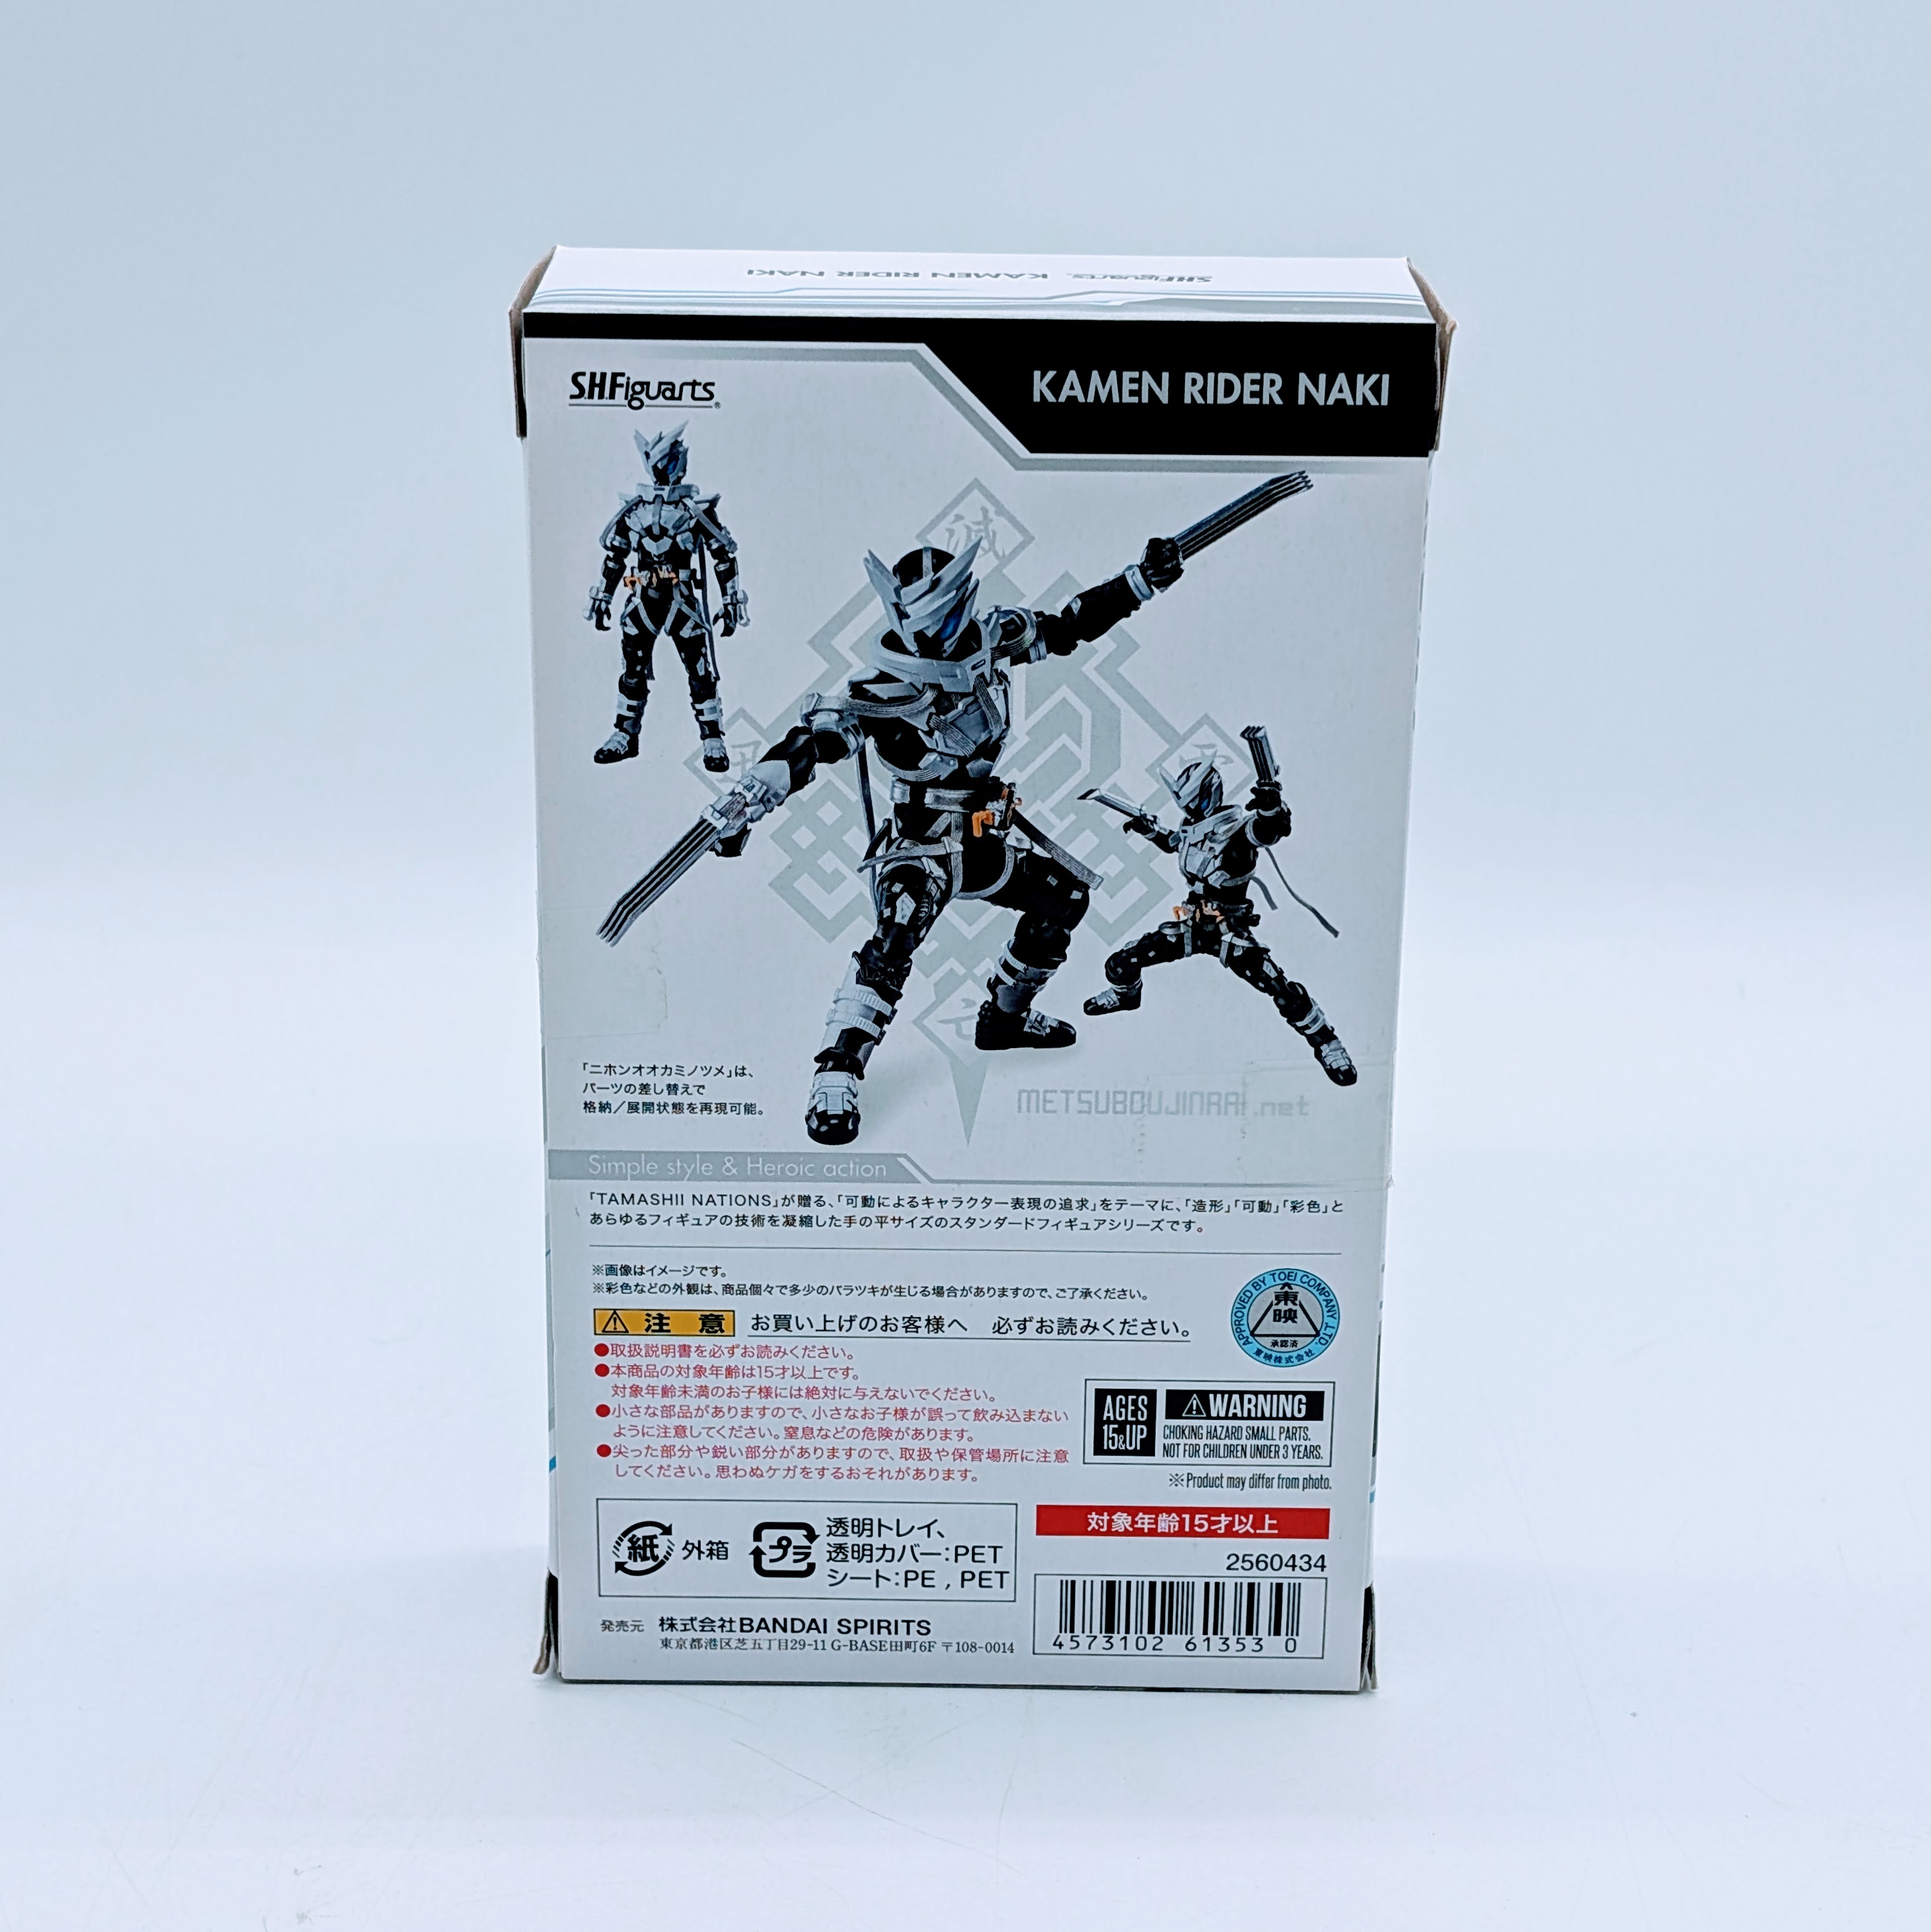 S.H.Figuarts KAMEN RIDER NAKI
S.H.Figuarts®
KAMEN RIDER NAKI
滅
迅
雷
亡
「ニホンオオカミノツメ」は、
パーツの差し替えで
格納／展開状態を再現可能。
METSUBOUJINRAI.net
Simple style & Heroic action
「TAMASHII NATIONS」が贈る、「可動によるキャラクター表現の追求」をテーマに、「造形」「可動」「彩色」と
あらゆるフィギュアの技術を凝縮した手の平サイズのスタンダードフィギュアシリーズです。
※画像はイメージです。
※彩色などの外観は、商品個々で多少のバラツキが生じる場合がありますので、ご了承ください。
注意 お買い上げのお客様へ 必ずお読みください。
●取扱説明書を必ずお読みください。
●本商品の対象年齢は15才以上です。
対象年齢未満のお子様には絶対に与えないでください。
●小さな部品がありますので、小さなお子様が誤って飲み込まない
ように注意してください。窒息などの危険があります。
●尖った部分や鋭い部分がありますので、取扱や保管場所に注意
してください。思わぬケガをするおそれがあります。
APPROVED BY TOEI COMPANY, LTD.
東映
承認済
東映株式会社
AGES
15&UP
WARNING
CHOKING HAZARD SMALL PARTS.
NOT FOR CHILDREN UNDER 3 YEARS.
※Product may differ from photo.
紙 外箱
プラ
透明トレイ、
透明カバー：PET
シート：PE , PET
対象年齢15才以上
2560434
4573102 61353 0
発売元 株式会社BANDAI SPIRITS
東京都港区芝五丁目29-11 G-BASE田町6F 〒108-0014